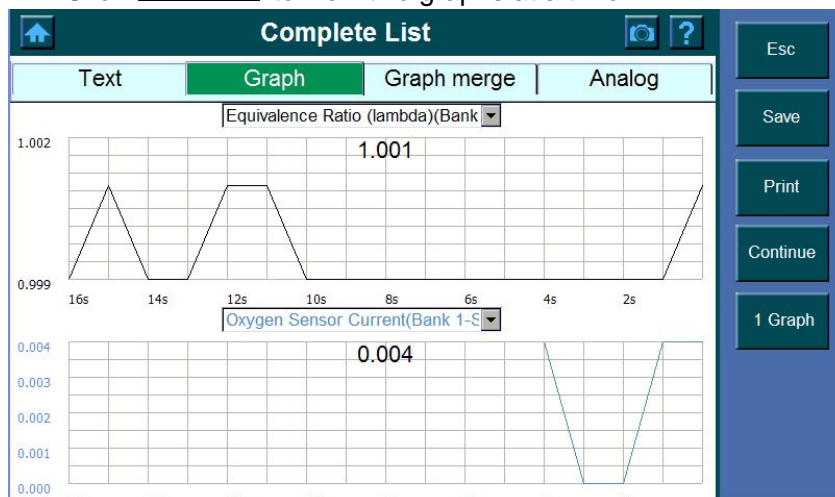 Complete List
?
Esc
Text
Graph
Graph merge
Analog
Save
Equivalence Ratio (lambda)(Bank
1.002
1.001
Print
Continue
0.999
16s 14s 12s 10s 8s 6s 4s 2s
Oxygen Sensor Current(Bank 1-S
1 Graph
0.004
0.004
0.003
0.002
0.001
0.000